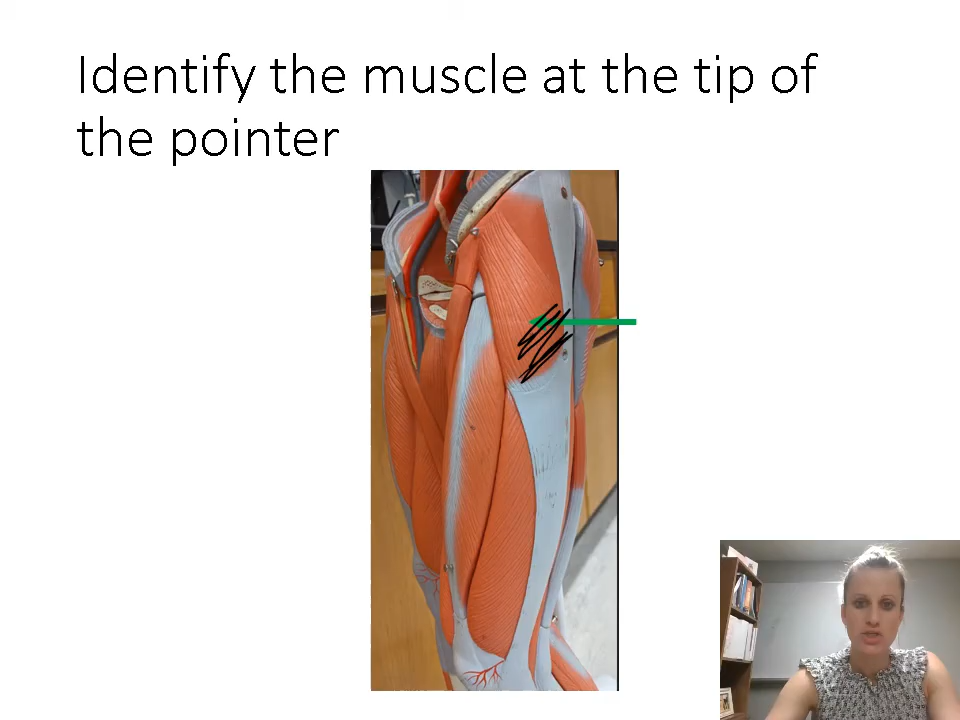 Identify the muscle at the tip of
the pointer